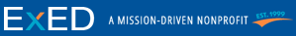 ExED A MISSION-DRIVEN NONPROFIT EST. 1999